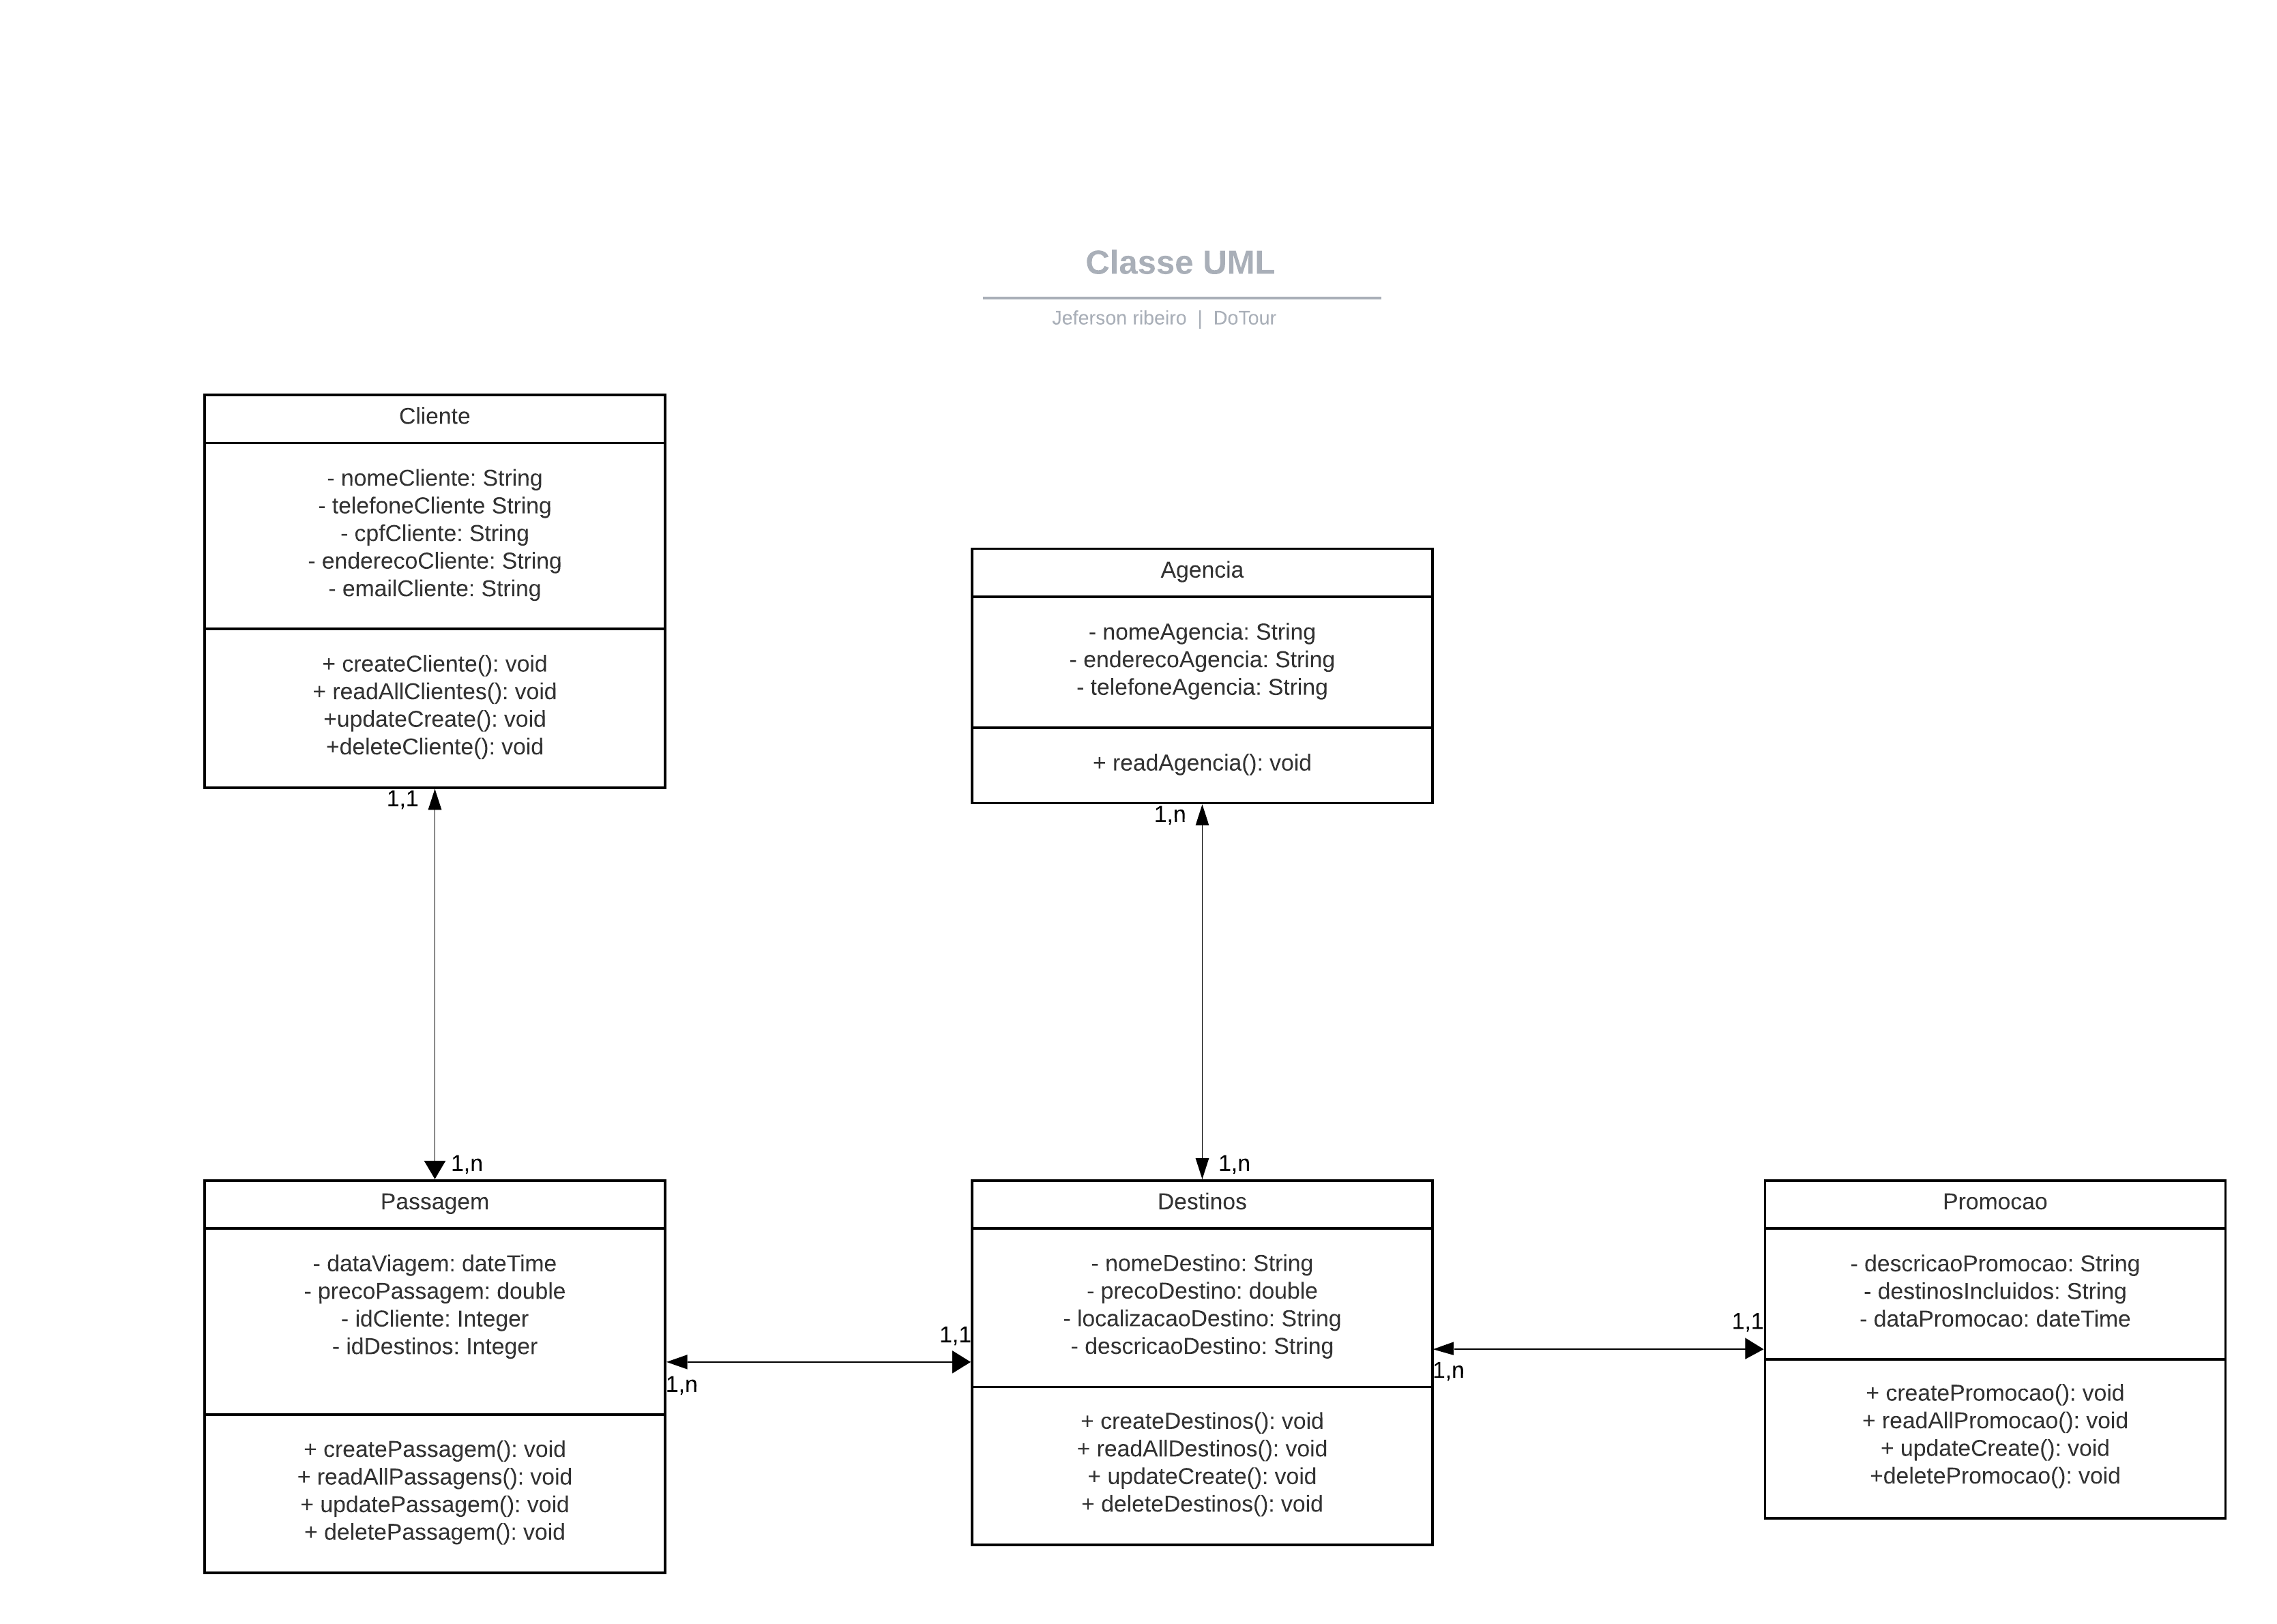 Classe UML
Jeferson ribeiro | DoTour
Cliente
- nomeCliente: String
- telefoneCliente String
- cpfCliente: String
- enderecoCliente: String
- emailCliente: String
+ createCliente(): void
+ readAllClientes(): void
+updateCreate(): void
+deleteCliente(): void
1,1
Agencia
- nomeAgencia: String
- enderecoAgencia: String
- telefoneAgencia: String
+ readAgencia(): void
1,n
1,n
Passagem
- dataViagem: dateTime
- precoPassagem: double
- idCliente: Integer
- idDestinos: Integer
+ createPassagem(): void
+ readAllPassagens(): void
+ updatePassagem(): void
+ deletePassagem(): void
1,n
1,1
1,n
Destinos
- nomeDestino: String
- precoDestino: double
- localizacaoDestino: String
- descricaoDestino: String
+ createDestinos(): void
+ readAllDestinos(): void
+ updateCreate(): void
+ deleteDestinos(): void
1,n
1,1
Promocao
- descricaoPromocao: String
- destinosIncluidos: String
- dataPromocao: dateTime
+ createPromocao(): void
+ readAllPromocao(): void
+ updateCreate(): void
+deletePromocao(): void